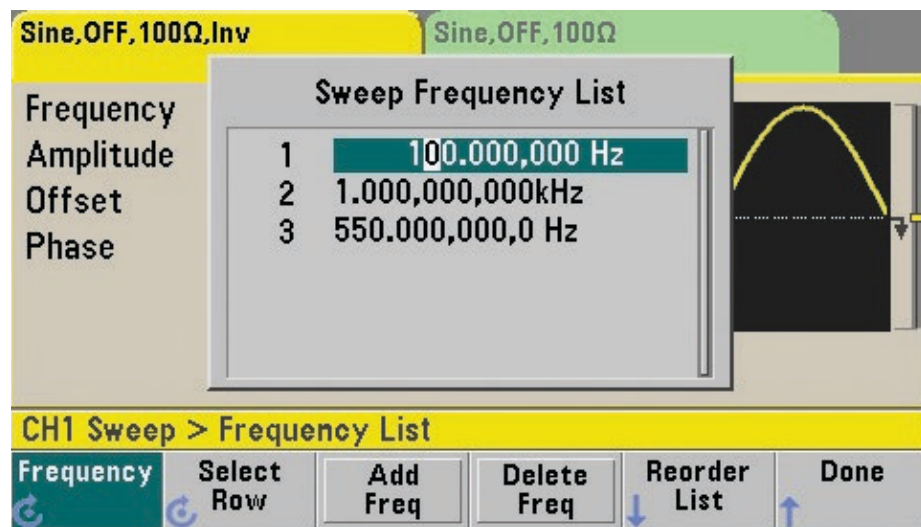 Sine,OFF,100Ω,Inv
Sine,OFF,100Ω
Sweep Frequency List
Frequency
Amplitude
Offset
Phase
1 100.000,000 Hz
2 1.000,000,000kHz
3 550.000,000,0 Hz
CH1 Sweep > Frequency List
Frequency
Select
Row
Add
Freq
Delete
Freq
Reorder
List
Done